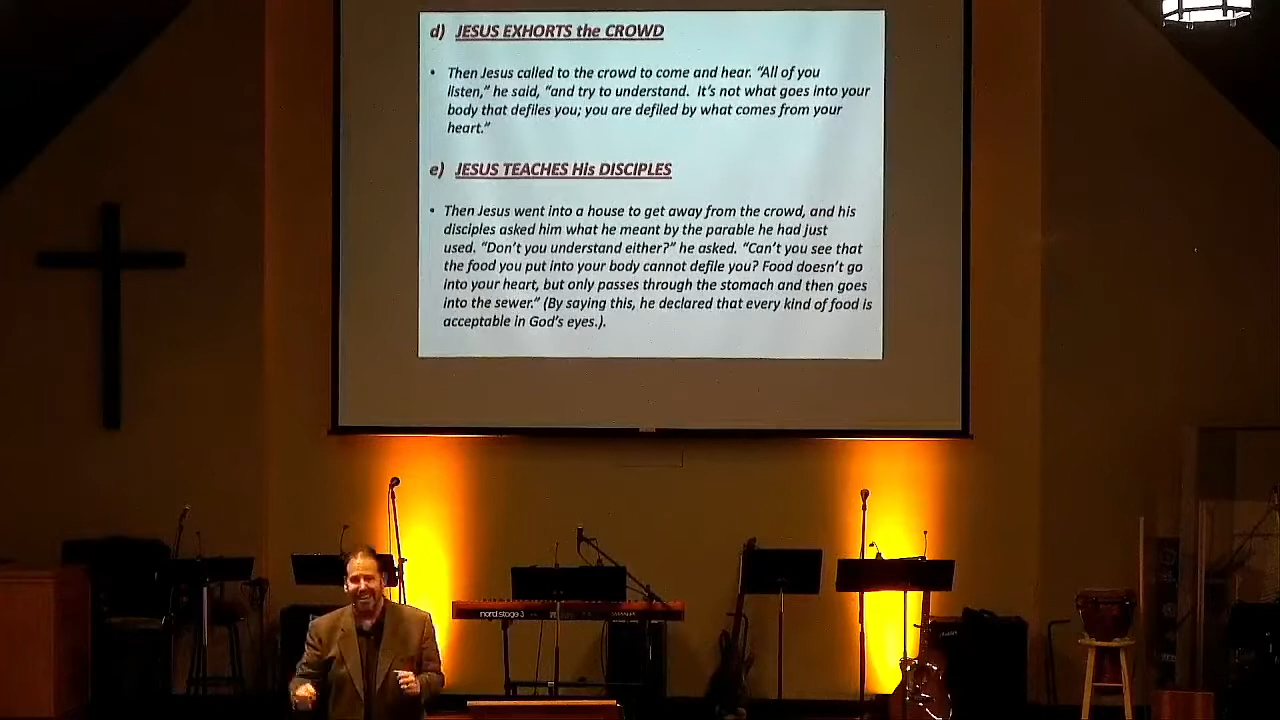 d) JESUS EXHORTS the CROWD
• Then Jesus called to the crowd to come and hear. “All of you
listen,” he said, “and try to understand.  It’s not what goes into your
body that defiles you; you are defiled by what comes from your
heart.”
e) JESUS TEACHES His DISCIPLES
• Then Jesus went into a house to get away from the crowd, and his
disciples asked him what he meant by the parable he had just
used. “Don’t you understand either?” he asked. “Can’t you see that
the food you put into your body cannot defile you? Food doesn’t go
into your heart, but only passes through the stomach and then goes
into the sewer.” (By saying this, he declared that every kind of food is
acceptable in God’s eyes.).
nord stage 3